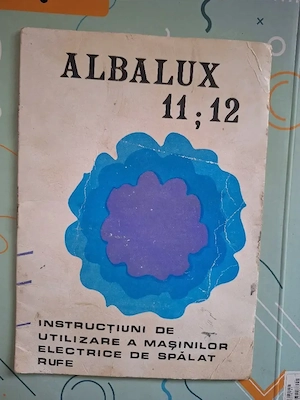 ALBALUX
11; 12
INSTRUCȚIUNI DE
UTILIZARE A MAȘINILOR
ELECTRICE DE SPĂLAT
RUFE